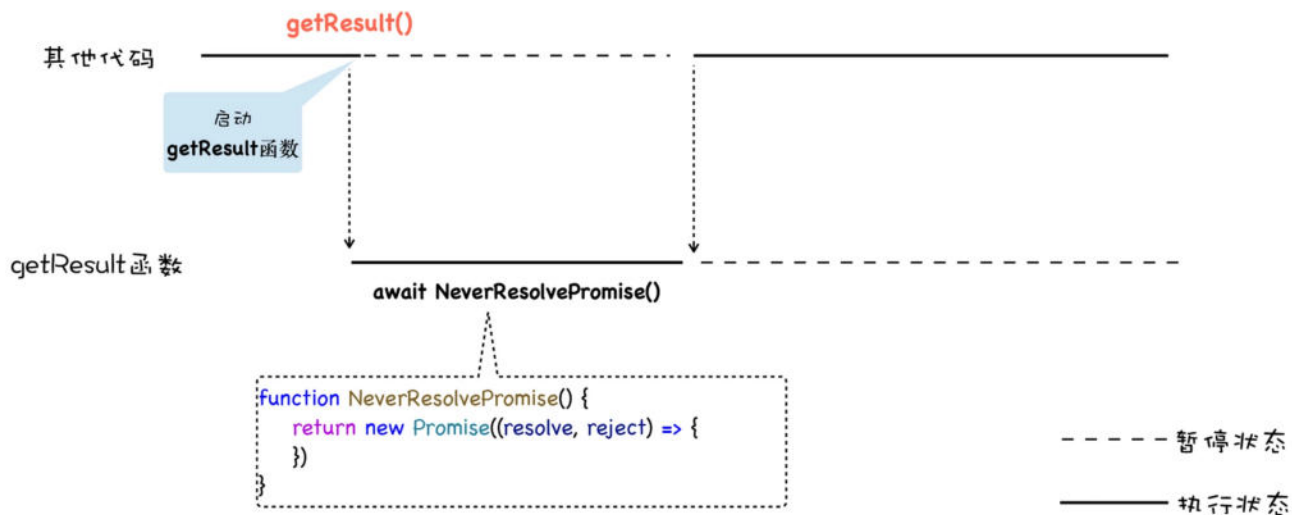 getResult()
其他代码
启动
getResult函数
getResult函数
await NeverResolvePromise()
function NeverResolvePromise() {
return new Promise((resolve, reject) => {
})
}
暂停状态
执行状态